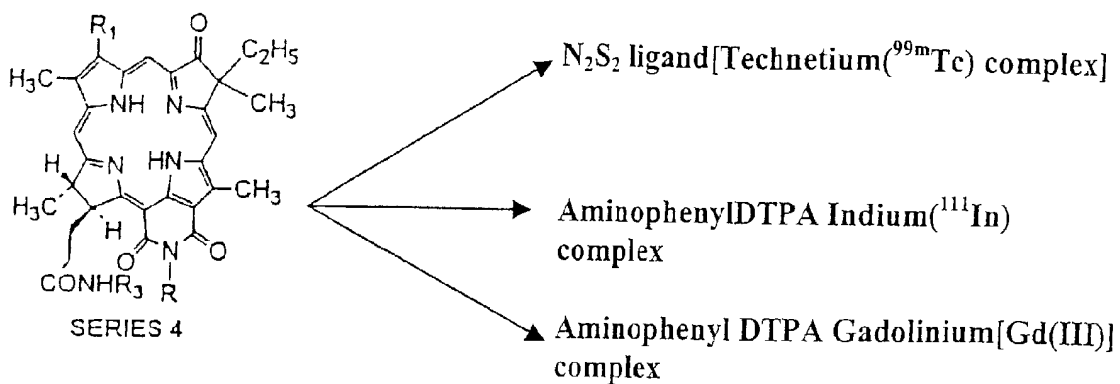 R₁
O
C₂H₅
H₃C
NH
N
CH₃
H
N
HN
H₃C
CH₃
H
O
N
O
CONHR₃
R
SERIES 4
N₂S₂ ligand[Technetium(⁹⁹ᵐTc) complex]
AminophenylDTPA Indium(¹¹¹In)
complex
Aminophenyl DTPA Gadolinium[Gd(III)]
complex